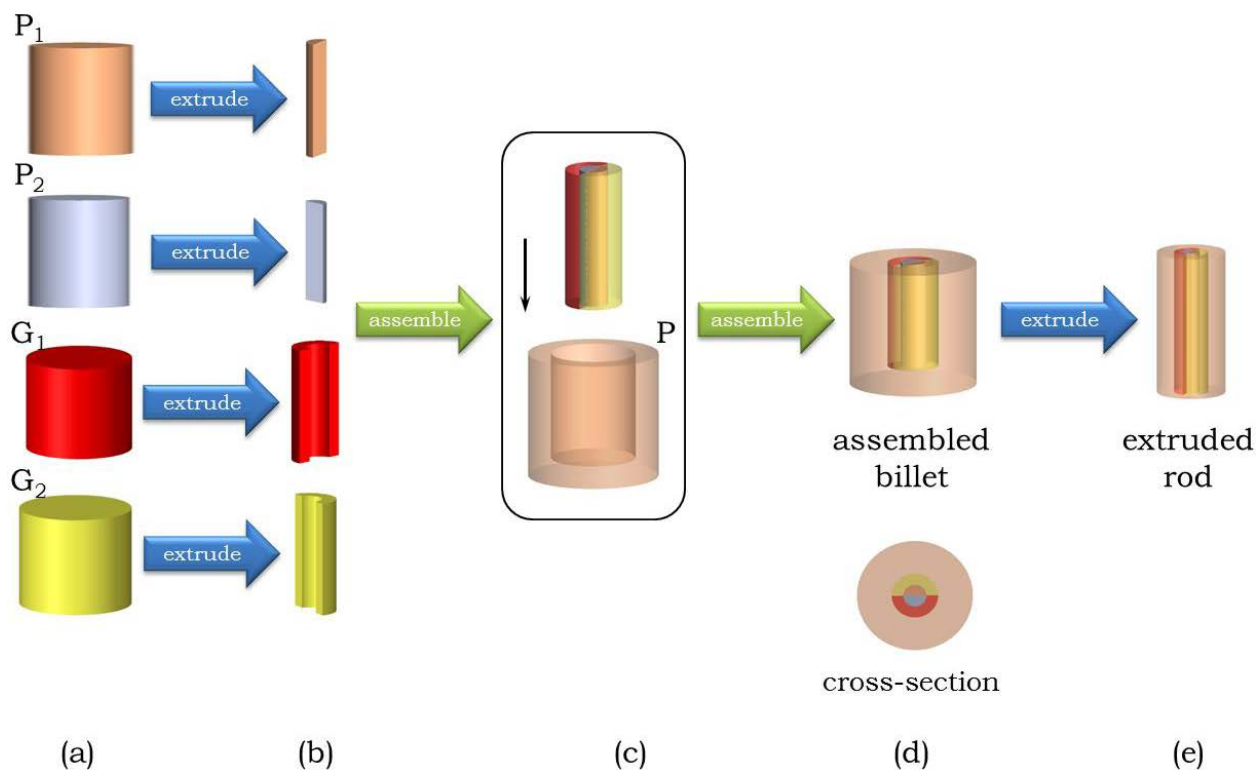 P1
extrude
P2
extrude
G1
extrude
G2
extrude
assemble
P
assemble
extrude
assembled
billet
extruded
rod
cross-section
(a)
(b)
(c)
(d)
(e)